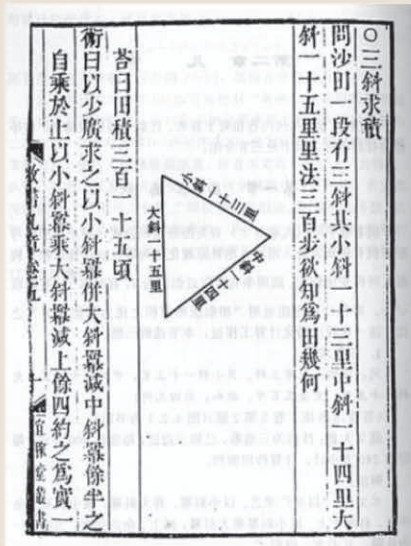 ○三斜求積
問沙田一段有三斜其小斜一十三里中斜一十四里大
斜一十五里里法三百步欲知爲田幾何
荅曰田積三百一十五頃
小斜一十三里
中斜一十四里
大斜一十五里
術曰以少廣求之以小斜冪併大斜冪減中斜冪餘半之
自乘於上以小斜冪乘大斜冪減上餘四約之爲實
數書九章卷五
宜稼堂叢書